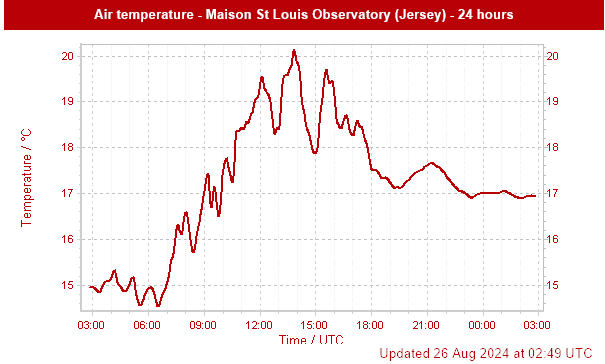 Air temperature - Maison St Louis Observatory (Jersey) - 24 hours
20 20
19 19
18 18
17 17
16 16
15 15
Temperature / °C
03:00 06:00 09:00 12:00 15:00 18:00 21:00 00:00 03:00
Time / UTC
Updated 26 Aug 2024 at 02:49 UTC